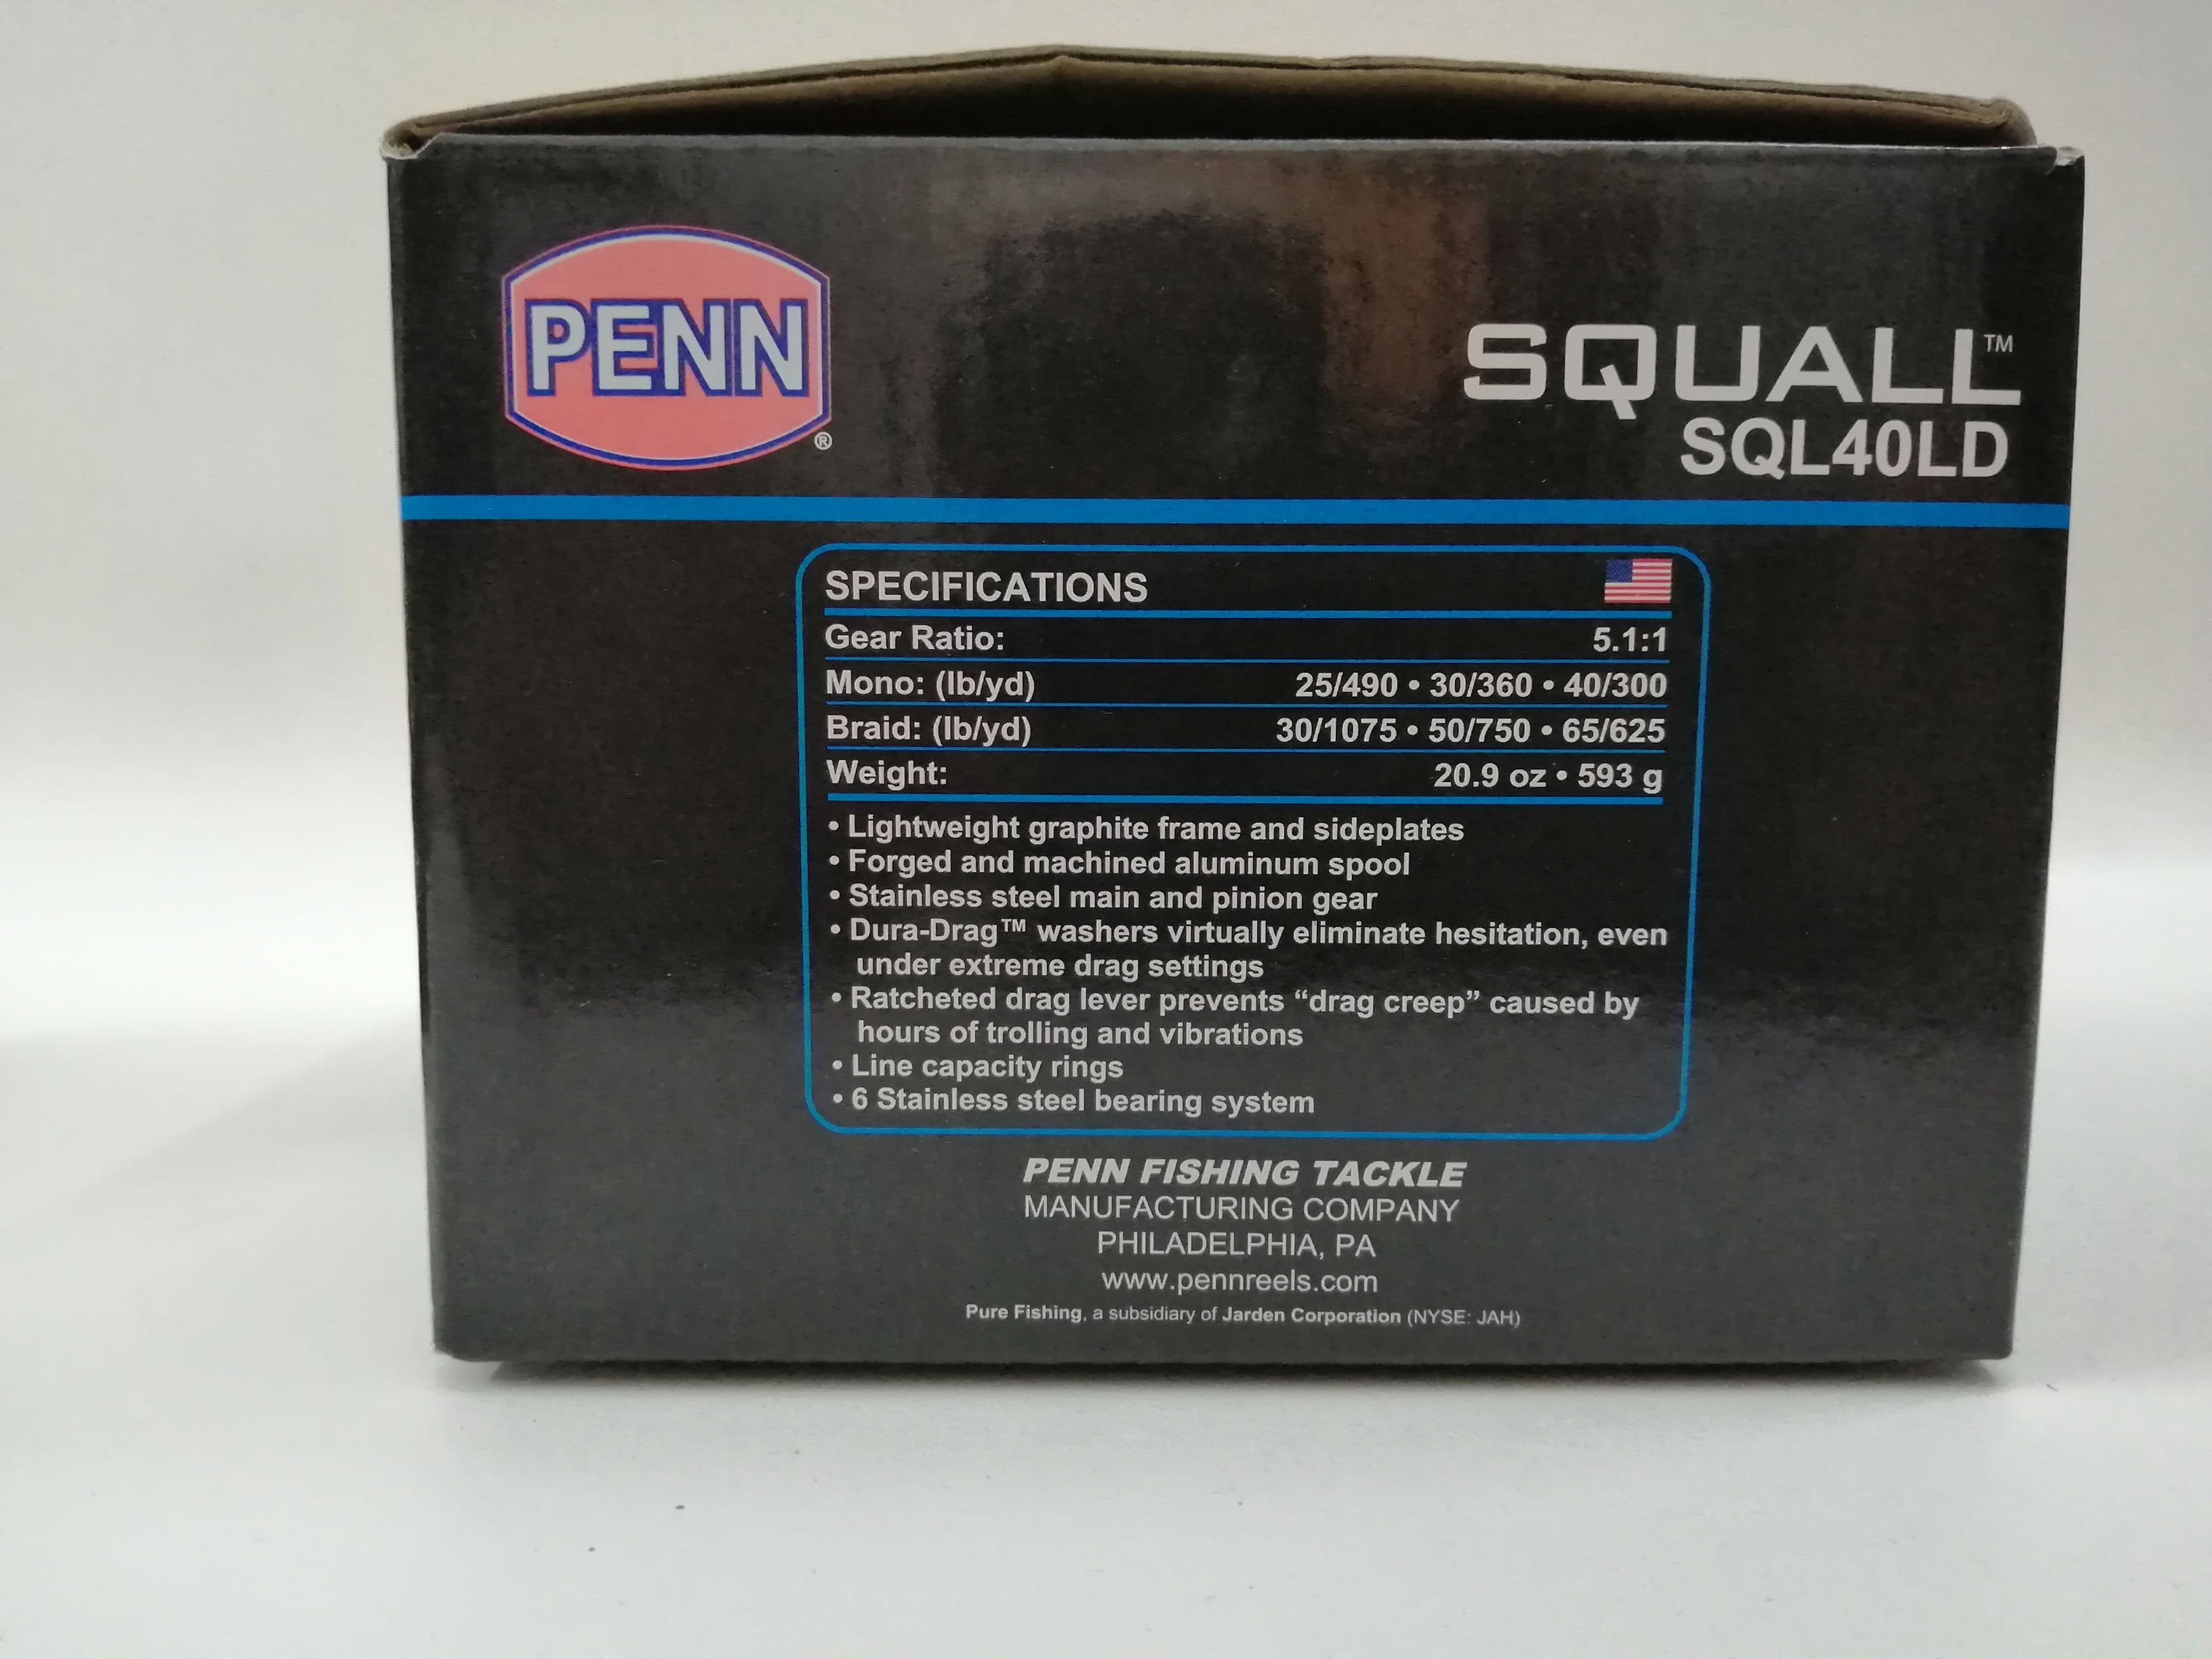 PENN®
SQUALL™
SQL40LD
SPECIFICATIONS
Gear Ratio: 5.1:1
Mono: (lb/yd) 25/490 • 30/360 • 40/300
Braid: (lb/yd) 30/1075 • 50/750 • 65/625
Weight: 20.9 oz • 593 g
• Lightweight graphite frame and sideplates
• Forged and machined aluminum spool
• Stainless steel main and pinion gear
• Dura-Drag™ washers virtually eliminate hesitation, even
under extreme drag settings
• Ratcheted drag lever prevents “drag creep” caused by
hours of trolling and vibrations
• Line capacity rings
• 6 Stainless steel bearing system
PENN FISHING TACKLE
MANUFACTURING COMPANY
PHILADELPHIA, PA
www.pennreels.com
Pure Fishing, a subsidiary of Jarden Corporation (NYSE: JAH)